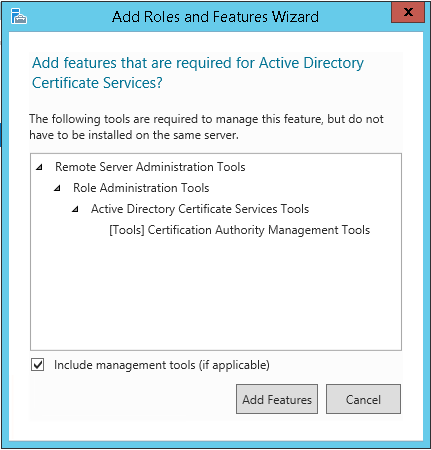 Add Roles and Features Wizard
x
Add features that are required for Active Directory
Certificate Services?
The following tools are required to manage this feature, but do not
have to be installed on the same server.
Remote Server Administration Tools
Role Administration Tools
Active Directory Certificate Services Tools
[Tools] Certification Authority Management Tools
Include management tools (if applicable)
Add Features
Cancel